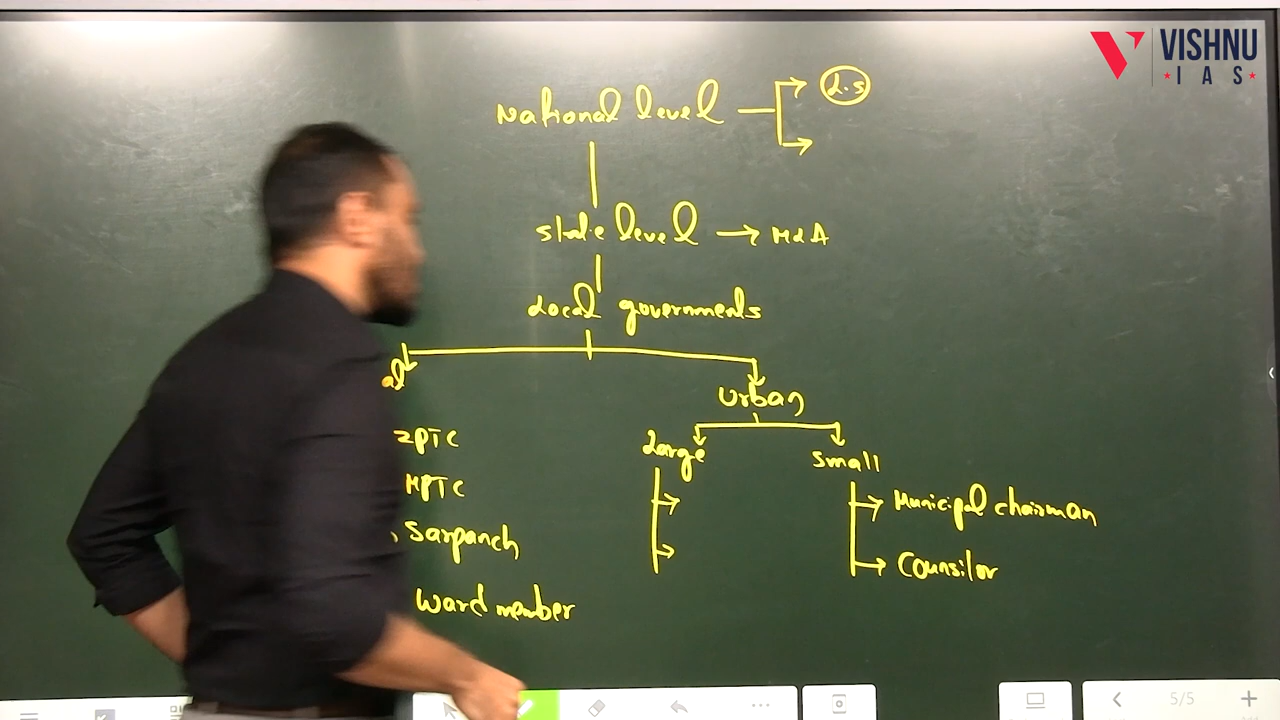 VISHNU
IAS
National level
L.S
state level → MLA
Local governments
al
Urban
ZPTC
Large
small
MPTC
Municipal chairman
Sarpanch
Counsilor
Ward member
5/5